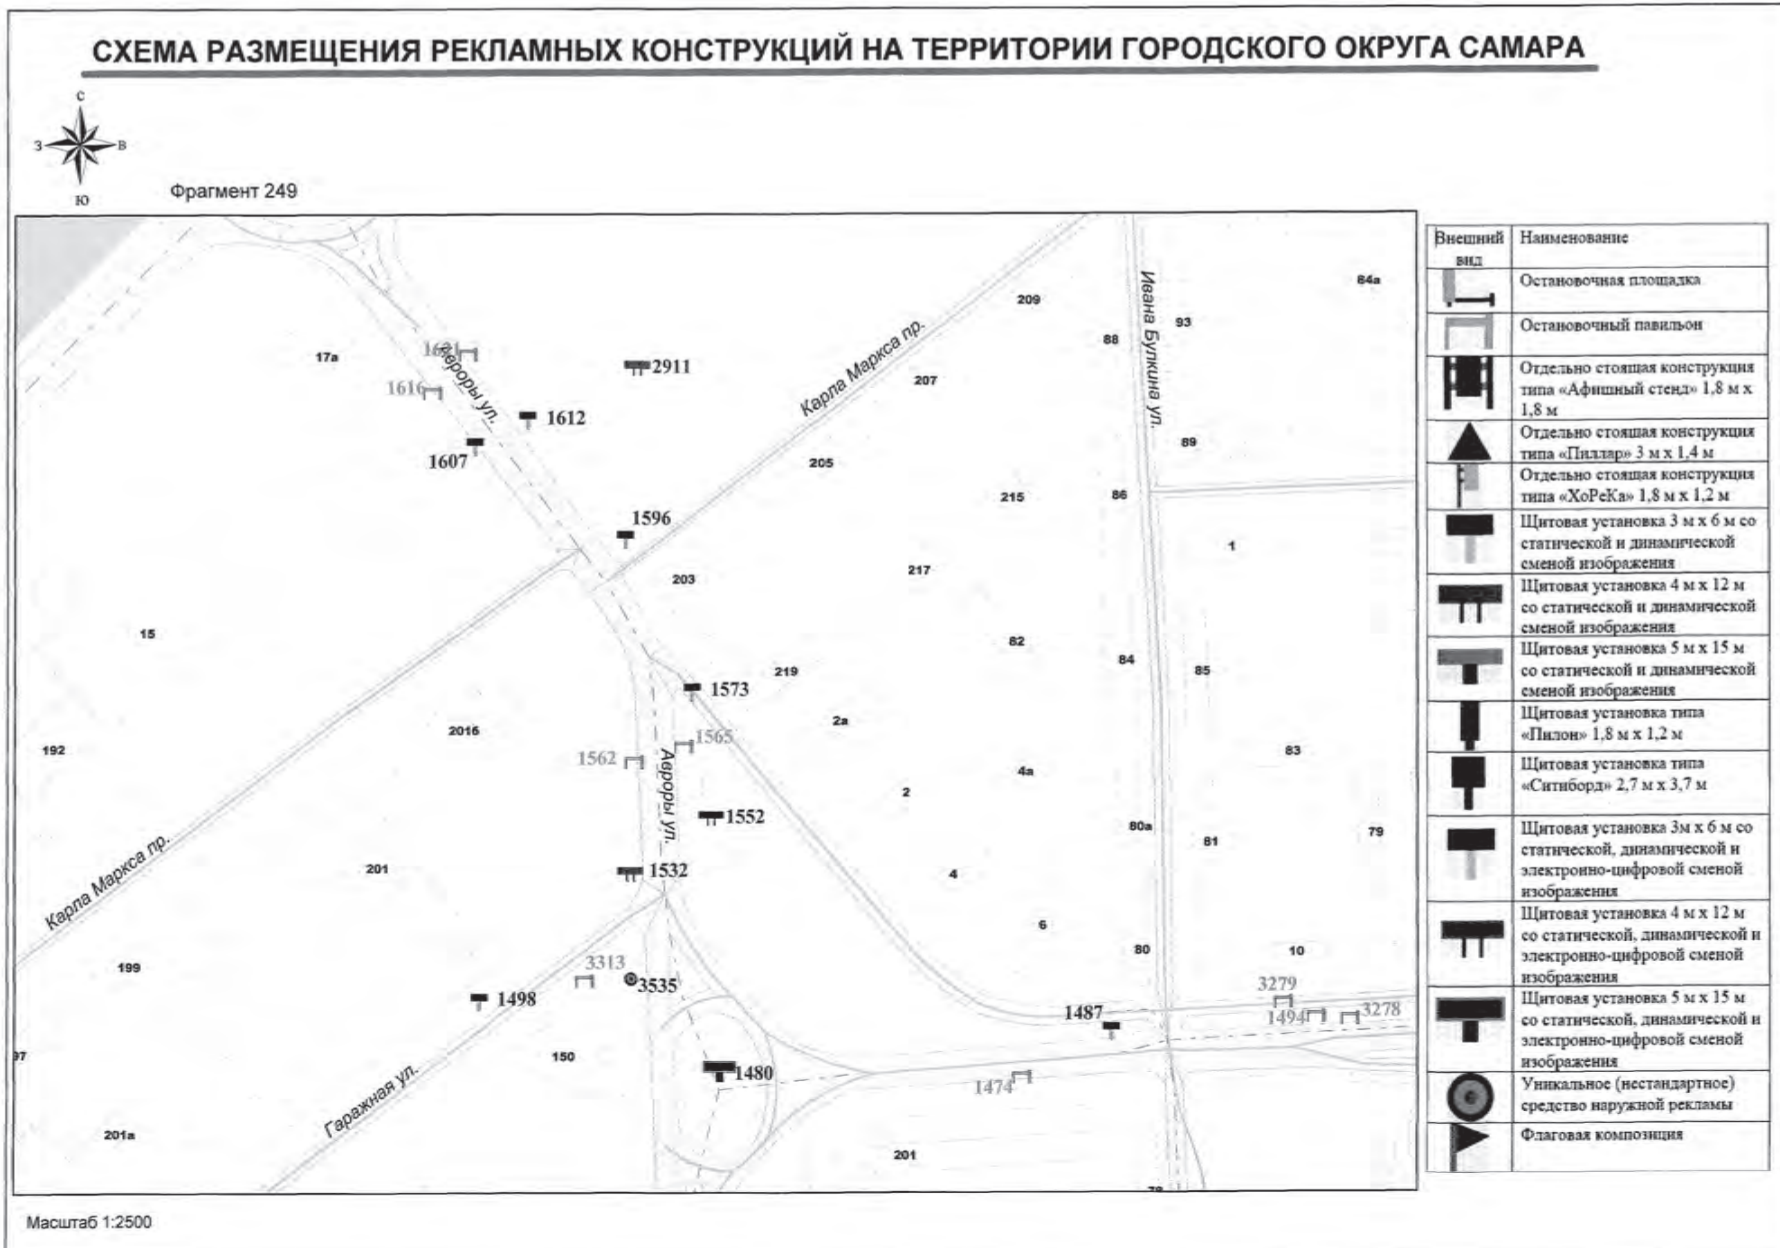 СХЕМА РАЗМЕЩЕНИЯ РЕКЛАМНЫХ КОНСТРУКЦИЙ НА ТЕРРИТОРИИ ГОРОДСКОГО ОКРУГА САМАРА
С
З
В
Ю
Фрагмент 249
209
84а
93
88
Ивана Булкина ул.
17а
1621
Авроры ул.
2911
Карла Маркса пр.
207
1616
1612
1607
205
89
215
86
1596
1
217
203
15
82
84
85
219
1573
2а
192
201б
1562
1565
83
4а
2
Авроры ул.
1552
80а
81
79
Карла Маркса пр.
201
1532
4
6
80
10
199
3313
3535
1498
1487
3279
1494
3278
97
150
1480
1474
Гаражная ул.
201а
201
78
Внешний
вид
Наименование
Остановочная площадка
Остановочный павильон
Отдельно стоящая конструкция
типа «Афишный стенд» 1,8 м х
1,8 м
Отдельно стоящая конструкция
типа «Пиллар» 3 м х 1,4 м
Отдельно стоящая конструкция
типа «ХоРеКа» 1,8 м х 1,2 м
Щитовая установка 3 м х 6 м со
статической и динамической
сменой изображения
Щитовая установка 4 м х 12 м
со статической и динамической
сменой изображения
Щитовая установка 5 м х 15 м
со статической и динамической
сменой изображения
Щитовая установка типа
«Пилон» 1,8 м х 1,2 м
Щитовая установка типа
«Ситиборд» 2,7 м х 3,7 м
Щитовая установка 3м х 6 м со
статической, динамической и
электронно-цифровой сменой
изображения
Щитовая установка 4 м х 12 м
со статической, динамической и
электронно-цифровой сменой
изображения
Щитовая установка 5 м х 15 м
со статической, динамической и
электронно-цифровой сменой
изображения
Уникальное (нестандартное)
средство наружной рекламы
Флаговая композиция
Масштаб 1:2500